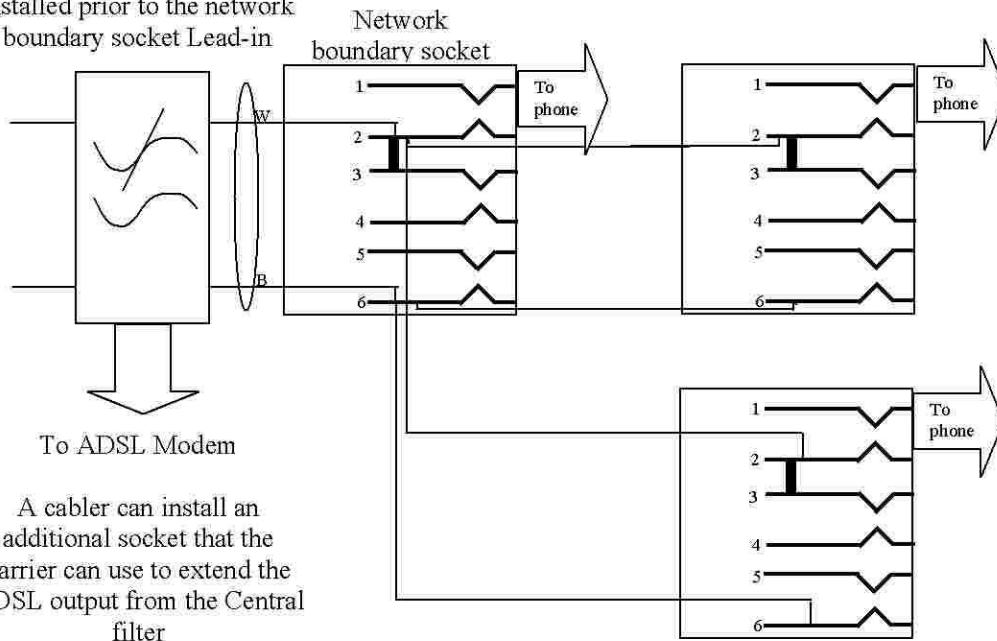 stalled prior to the network
boundary socket Lead-in
Network
boundary socket
W
B
1
2
3
4
5
6
To
phone
1
2
3
4
5
6
To
phone
To ADSL Modem
1
2
3
4
5
6
To
phone
A cabler can install an
additional socket that the
arrier can use to extend the
DSL output from the Central
filter